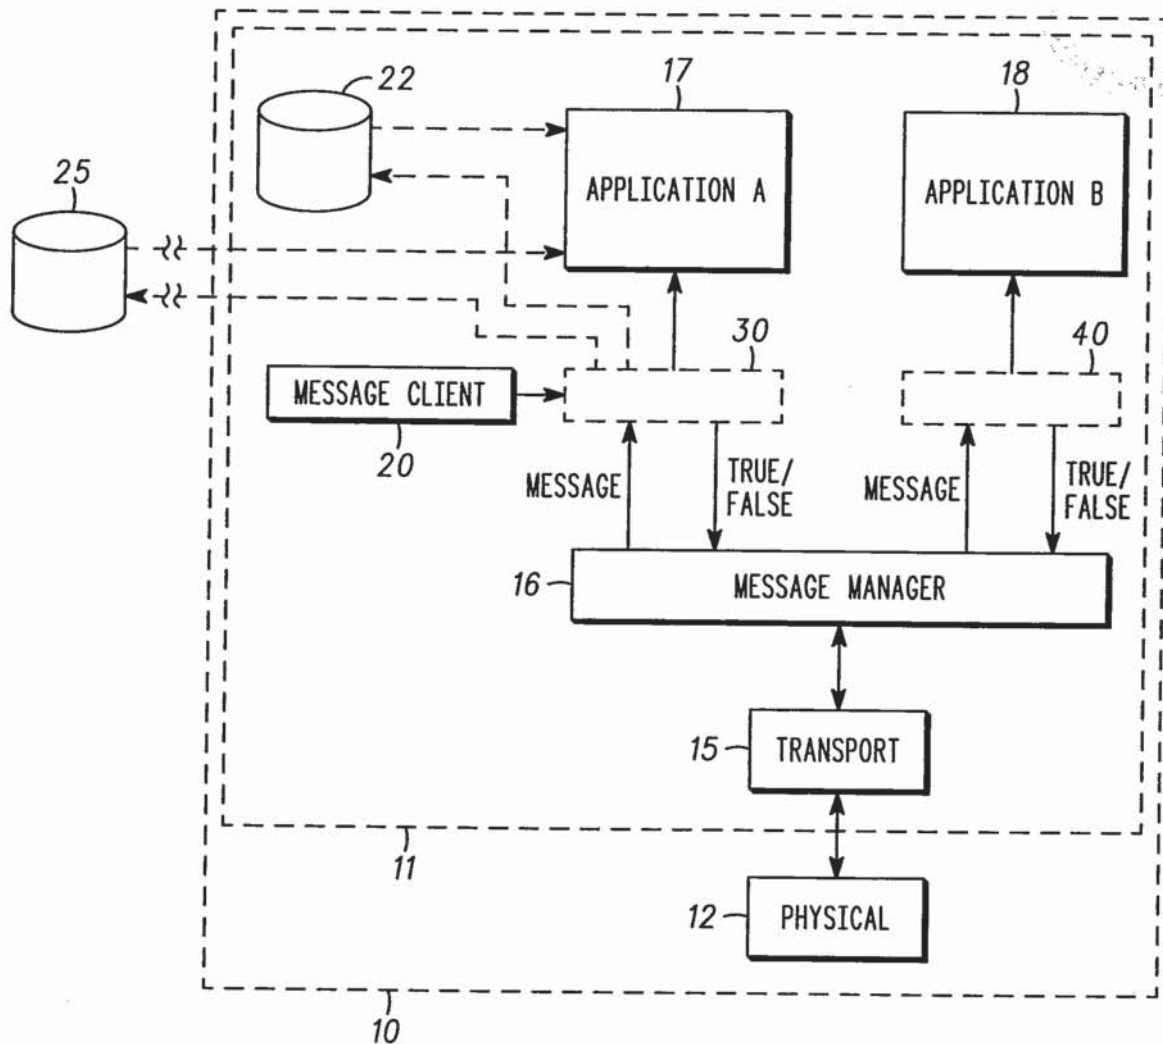 17
18
22
25
APPLICATION A
APPLICATION B
30
40
MESSAGE CLIENT
20
MESSAGE
TRUE/
FALSE
MESSAGE
TRUE/
FALSE
16
MESSAGE MANAGER
15
TRANSPORT
11
12
PHYSICAL
10